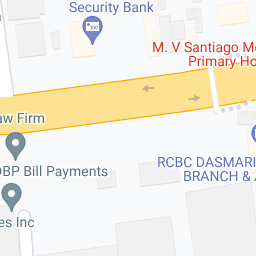 Security Bank
M. V Santiago Me
Primary Ho
aw Firm
DBP Bill Payments
RCBC DASMARI
BRANCH & A
es Inc